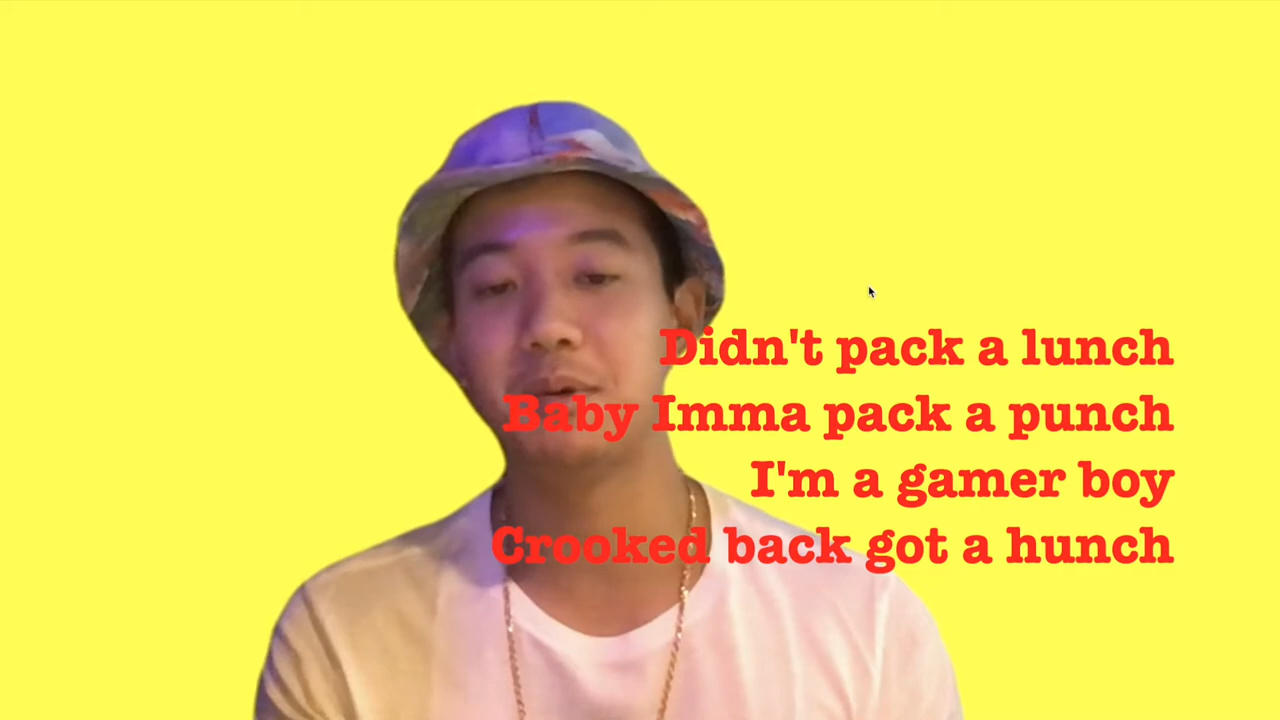 Didn't pack a lunch
Baby Imma pack a punch
I'm a gamer boy
Crooked back got a hunch